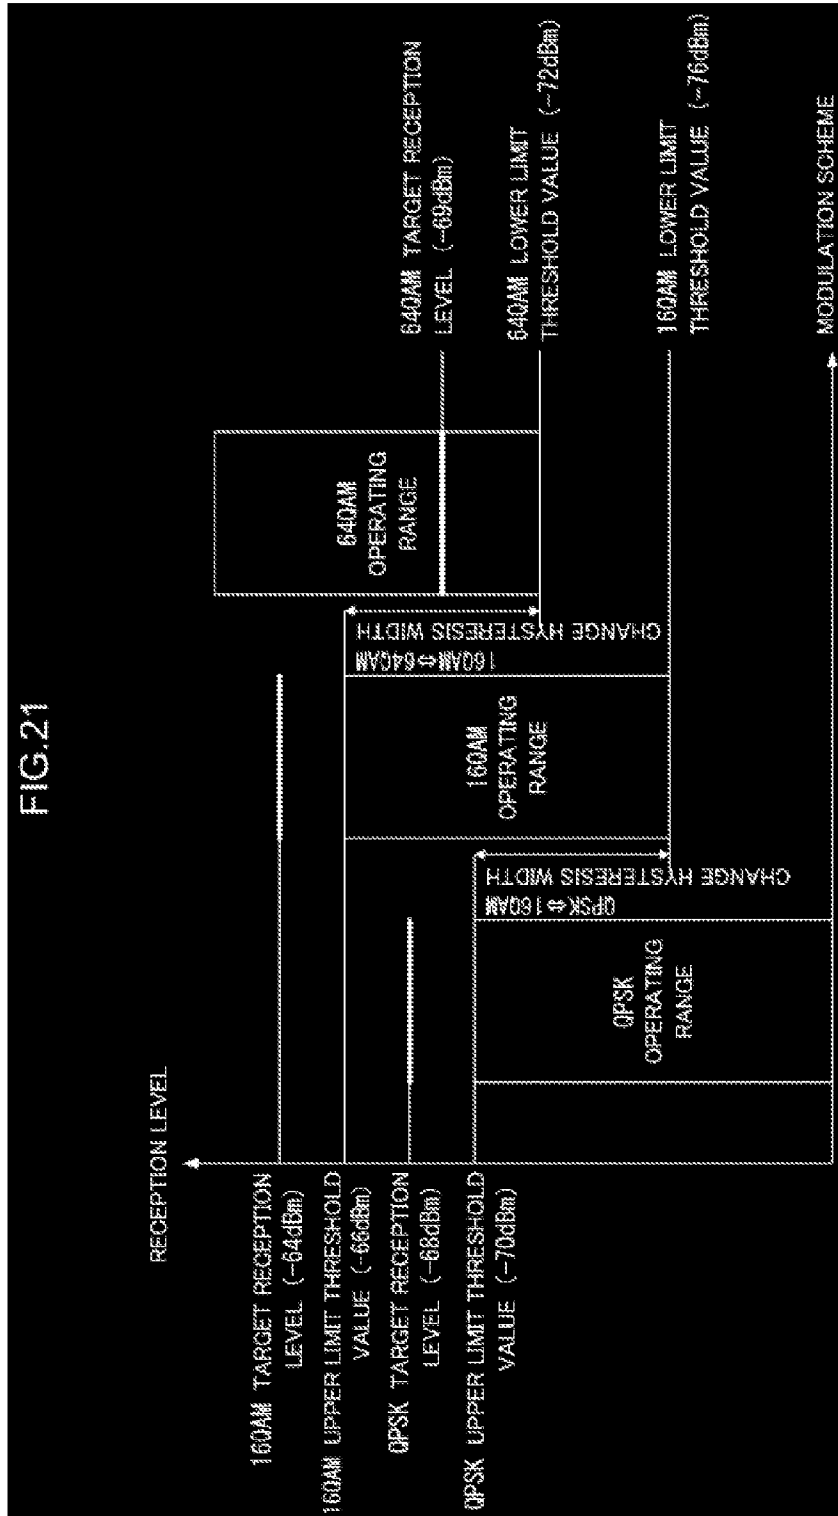 FIG.21
RECEPTION LEVEL
16QAM TARGET RECEPTION
LEVEL (-64dBm)
16QAM UPPER LIMIT THRESHOLD
VALUE (-66dBm)
QPSK TARGET RECEPTION
LEVEL (-68dBm)
QPSK UPPER LIMIT THRESHOLD
VALUE (-70dBm)
QPSK
OPERATING
RANGE
QPSK⇔16QAM
CHANGE HYSTERESIS WIDTH
16QAM
OPERATING
RANGE
16QAM⇔64QAM
CHANGE HYSTERESIS WIDTH
64QAM
OPERATING
RANGE
64QAM TARGET RECEPTION
LEVEL (-69dBm)
64QAM LOWER LIMIT
THRESHOLD VALUE (-72dBm)
16QAM LOWER LIMIT
THRESHOLD VALUE (-76dBm)
MODULATION SCHEME